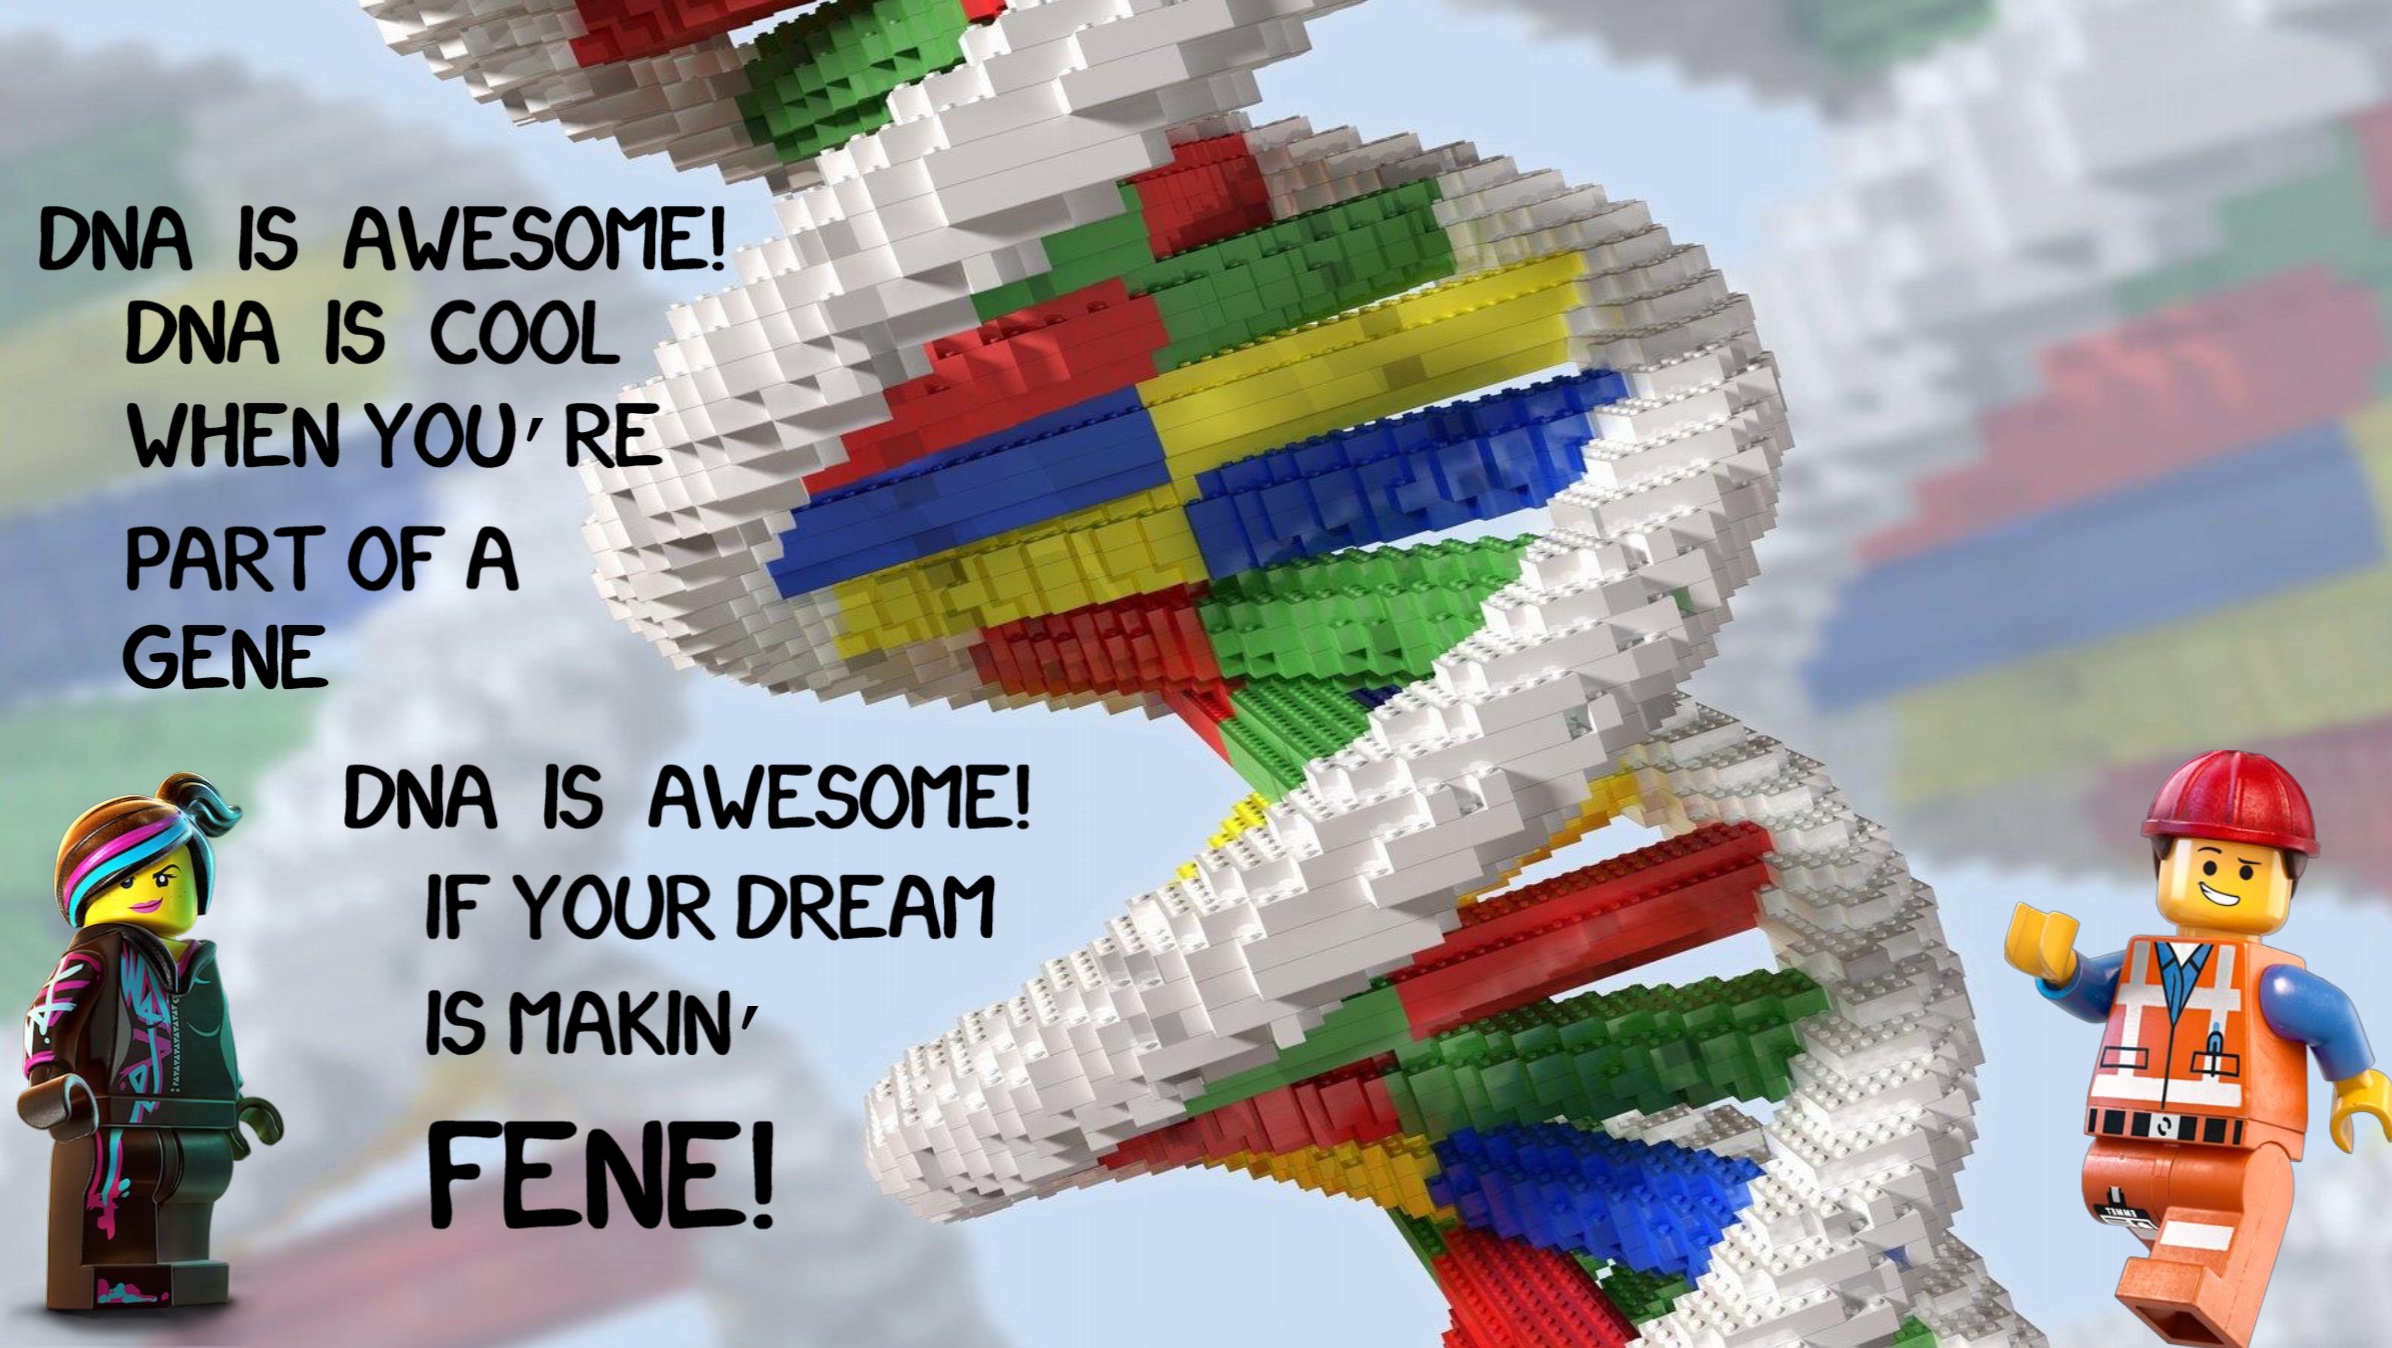 DNA IS AWESOME!
DNA IS COOL
WHEN YOU'RE
PART OF A
GENE
DNA IS AWESOME!
IF YOUR DREAM
IS MAKIN'
FENE!